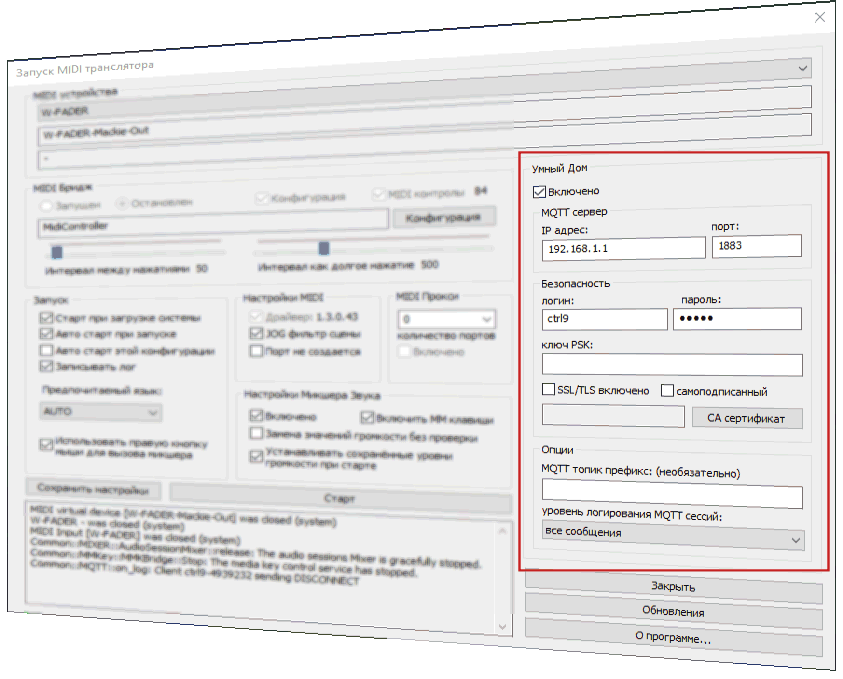 Запуск MIDI транслятора
MIDI устройства
W-FADER
W-FADER-Mackie-Out
-
MIDI Бридж
Запущен Остановлен Конфигурация MIDI контролы 84
MidiController Конфигурация
Интервал между нажатиями 50 Интервал как долгое нажатие 500
Запуск
Старт при загрузке системы
Авто старт при запуске
Авто старт этой конфигурации
Записывать лог
Предпочитаемый язык:
AUTO
Использовать правую кнопку
мыши для вызова микшера
Настройки MIDI
Драйвер: 1.3.0.43
JOG фильтр сцены
Порт не создается
MIDI Прокси
0
количество портов
Включено
Настройки Микшера Звука
Включено Включить ММ клавиши
Замена значений громкости без проверки
Устанавливать сохранённые уровни
громкости при старте
Сохранить настройки Старт
MIDI virtual device [W-FADER-Mackie-Out] was closed (system)
W-FADER - was closed (system)
MIDI Input [W-FADER] was closed (system)
Common::MIXER::AudioSessionMixer::release: The audio sessions Mixer is gracefully stopped.
Common::MMKey::MMKBridge::Stop: The media key control service has stopped.
Common::MQTT::on_log: Client ctrl9-4939232 sending DISCONNECT
Умный Дом
Включено
MQTT сервер
IP адрес: порт:
192.168.1.1 1883
Безопасность
логин: пароль:
ctrl9 •••••
ключ PSK:
SSL/TLS включено самоподписанный
CA сертификат
Опции
MQTT топик префикс: (необязательно)
уровень логирования MQTT сессий:
все сообщения
Закрыть
Обновления
О программе...